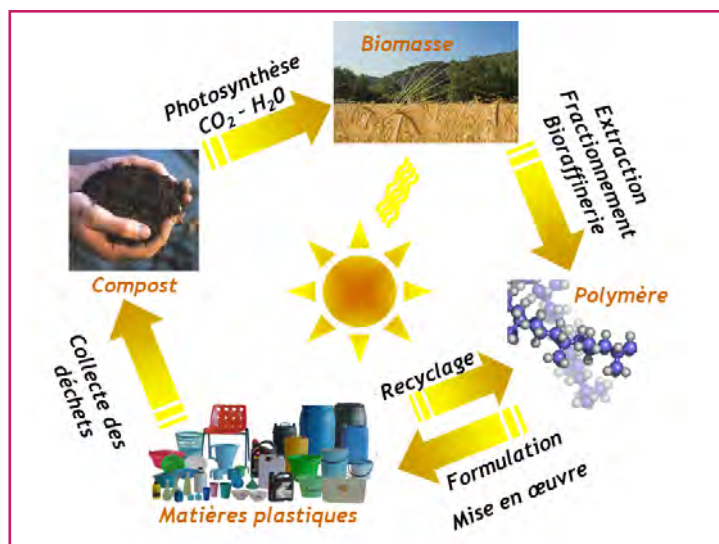 Biomasse
Photosynthèse
CO₂ - H₂0
Extraction
Fractionnement
Bioraffinerie
Compost
Polymère
Collecte des
déchets
Recyclage
Formulation
Mise en œuvre
Matières plastiques